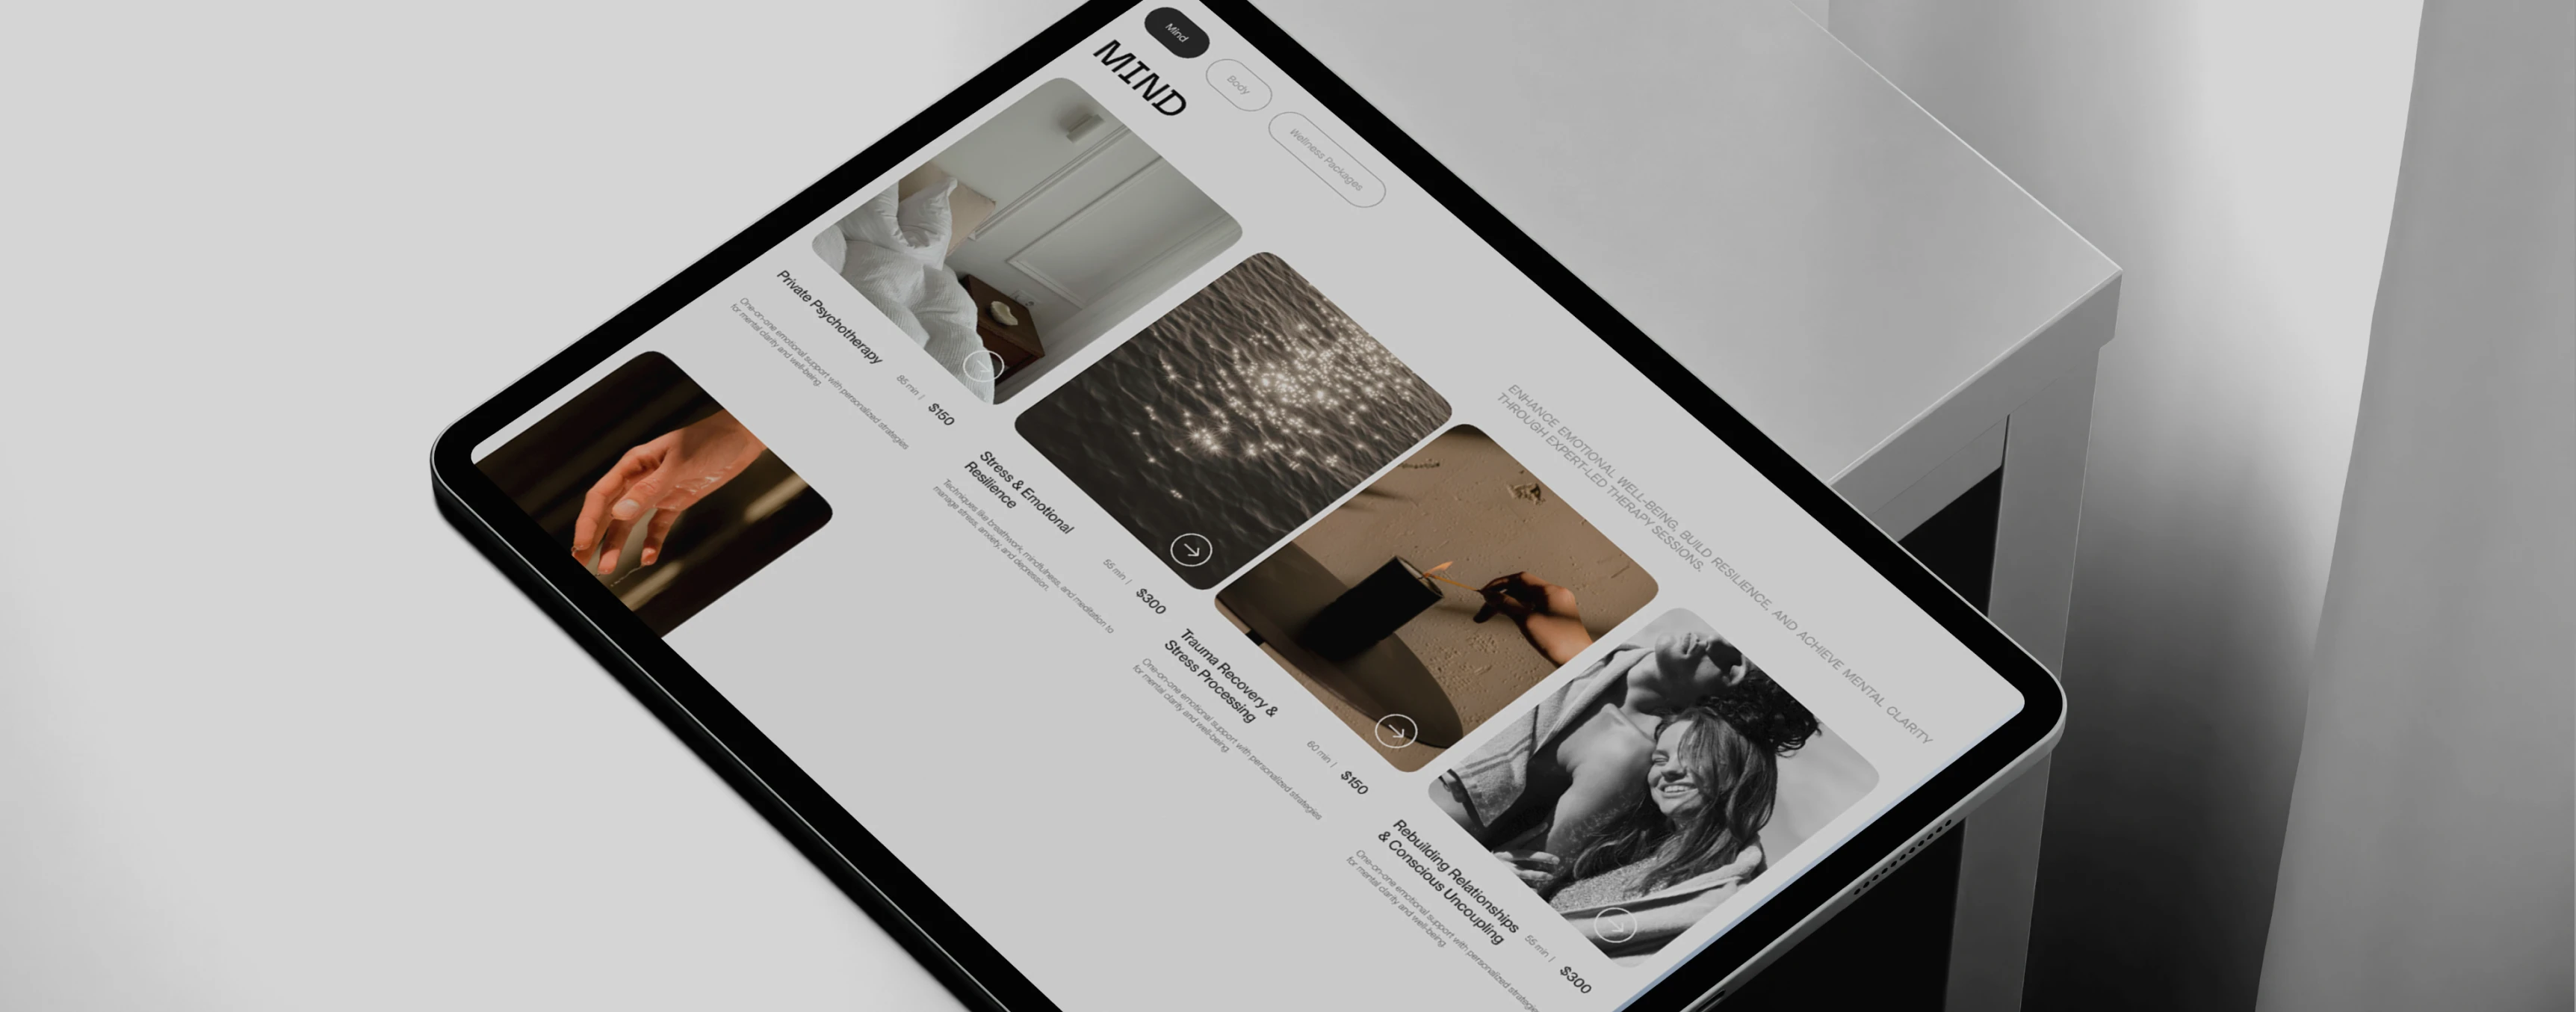 Mind
Body
Wellness Packages
MIND
ENHANCE EMOTIONAL WELL-BEING, BUILD RESILIENCE, AND ACHIEVE MENTAL CLARITY
THROUGH EXPERT-LED THERAPY SESSIONS.
Private Psychotherapy
85 min | $150
One-on-one emotional support with personalized strategies
for mental clarity and well-being.
Stress & Emotional
Resilience
55 min | $300
Techniques like breathwork, mindfulness, and meditation to
manage stress, anxiety, and depression.
Trauma Recovery &
Stress Processing
60 min | $150
One-on-one emotional support with personalized strategies
for mental clarity and well-being.
Rebuilding Relationships
& Conscious Uncoupling
55 min | $300
One-on-one emotional support with personalized strategies
for mental clarity and well-being.